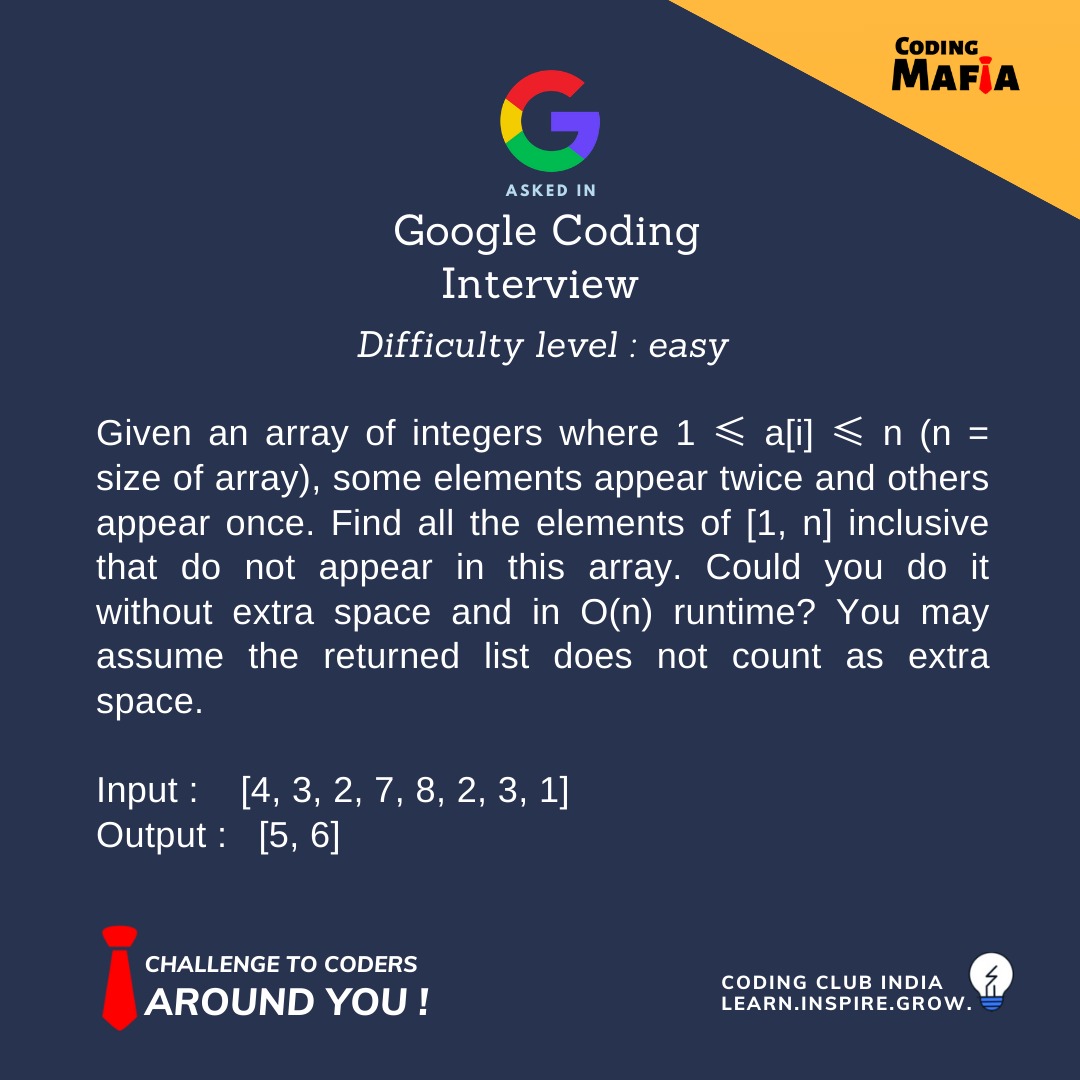 CODING
MAFIA
ASKED IN
Google Coding
Interview
Difficulty level : easy
Given an array of integers where 1 ⩽ a[i] ⩽ n (n =
size of array), some elements appear twice and others
appear once. Find all the elements of [1, n] inclusive
that do not appear in this array. Could you do it
without extra space and in O(n) runtime? You may
assume the returned list does not count as extra
space.
Input : [4, 3, 2, 7, 8, 2, 3, 1]
Output : [5, 6]
CHALLENGE TO CODERS
AROUND YOU !
CODING CLUB INDIA
LEARN.INSPIRE.GROW.